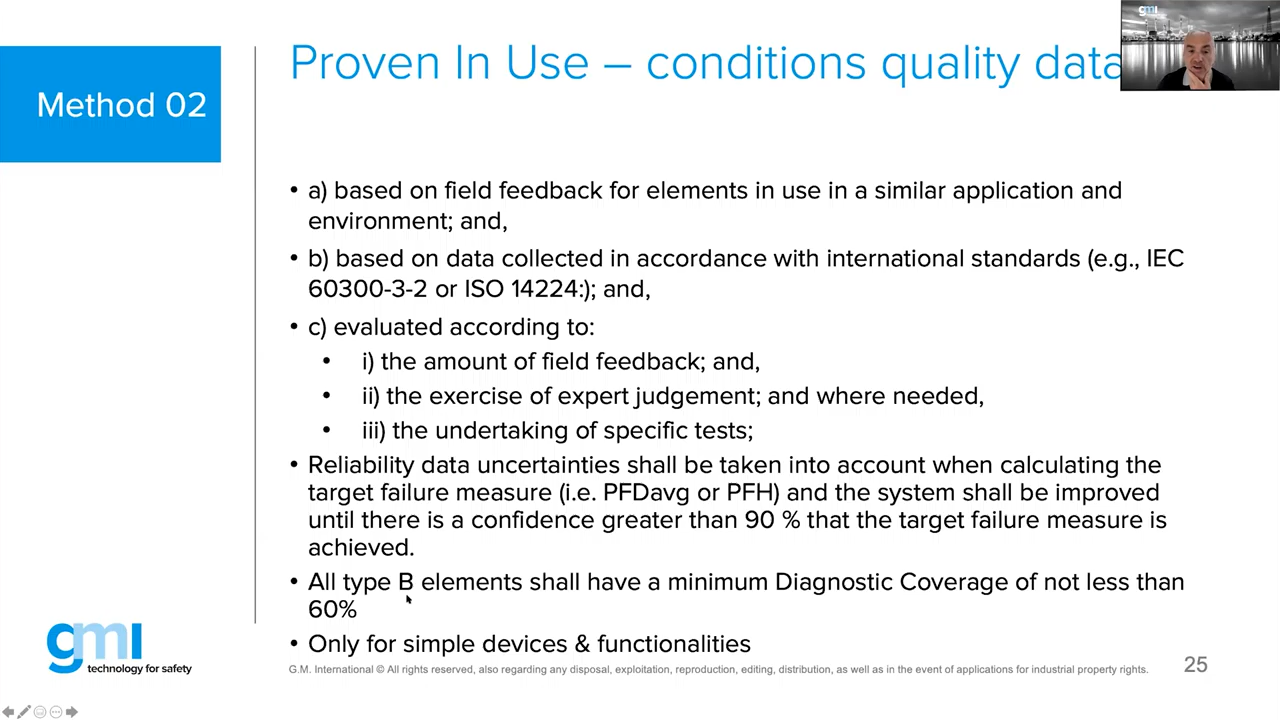 Method 02
Proven In Use – conditions quality data
gmi
• a) based on field feedback for elements in use in a similar application and
environment; and,
• b) based on data collected in accordance with international standards (e.g., IEC
60300-3-2 or ISO 14224:); and,
• c) evaluated according to:
• i) the amount of field feedback; and,
• ii) the exercise of expert judgement; and where needed,
• iii) the undertaking of specific tests;
• Reliability data uncertainties shall be taken into account when calculating the
target failure measure (i.e. PFDavg or PFH) and the system shall be improved
until there is a confidence greater than 90 % that the target failure measure is
achieved.
• All type B elements shall have a minimum Diagnostic Coverage of not less than
60%
• Only for simple devices & functionalities
gmi
technology for safety
G.M. International © All rights reserved, also regarding any disposal, exploitation, reproduction, editing, distribution, as well as in the event of applications for industrial property rights.
25